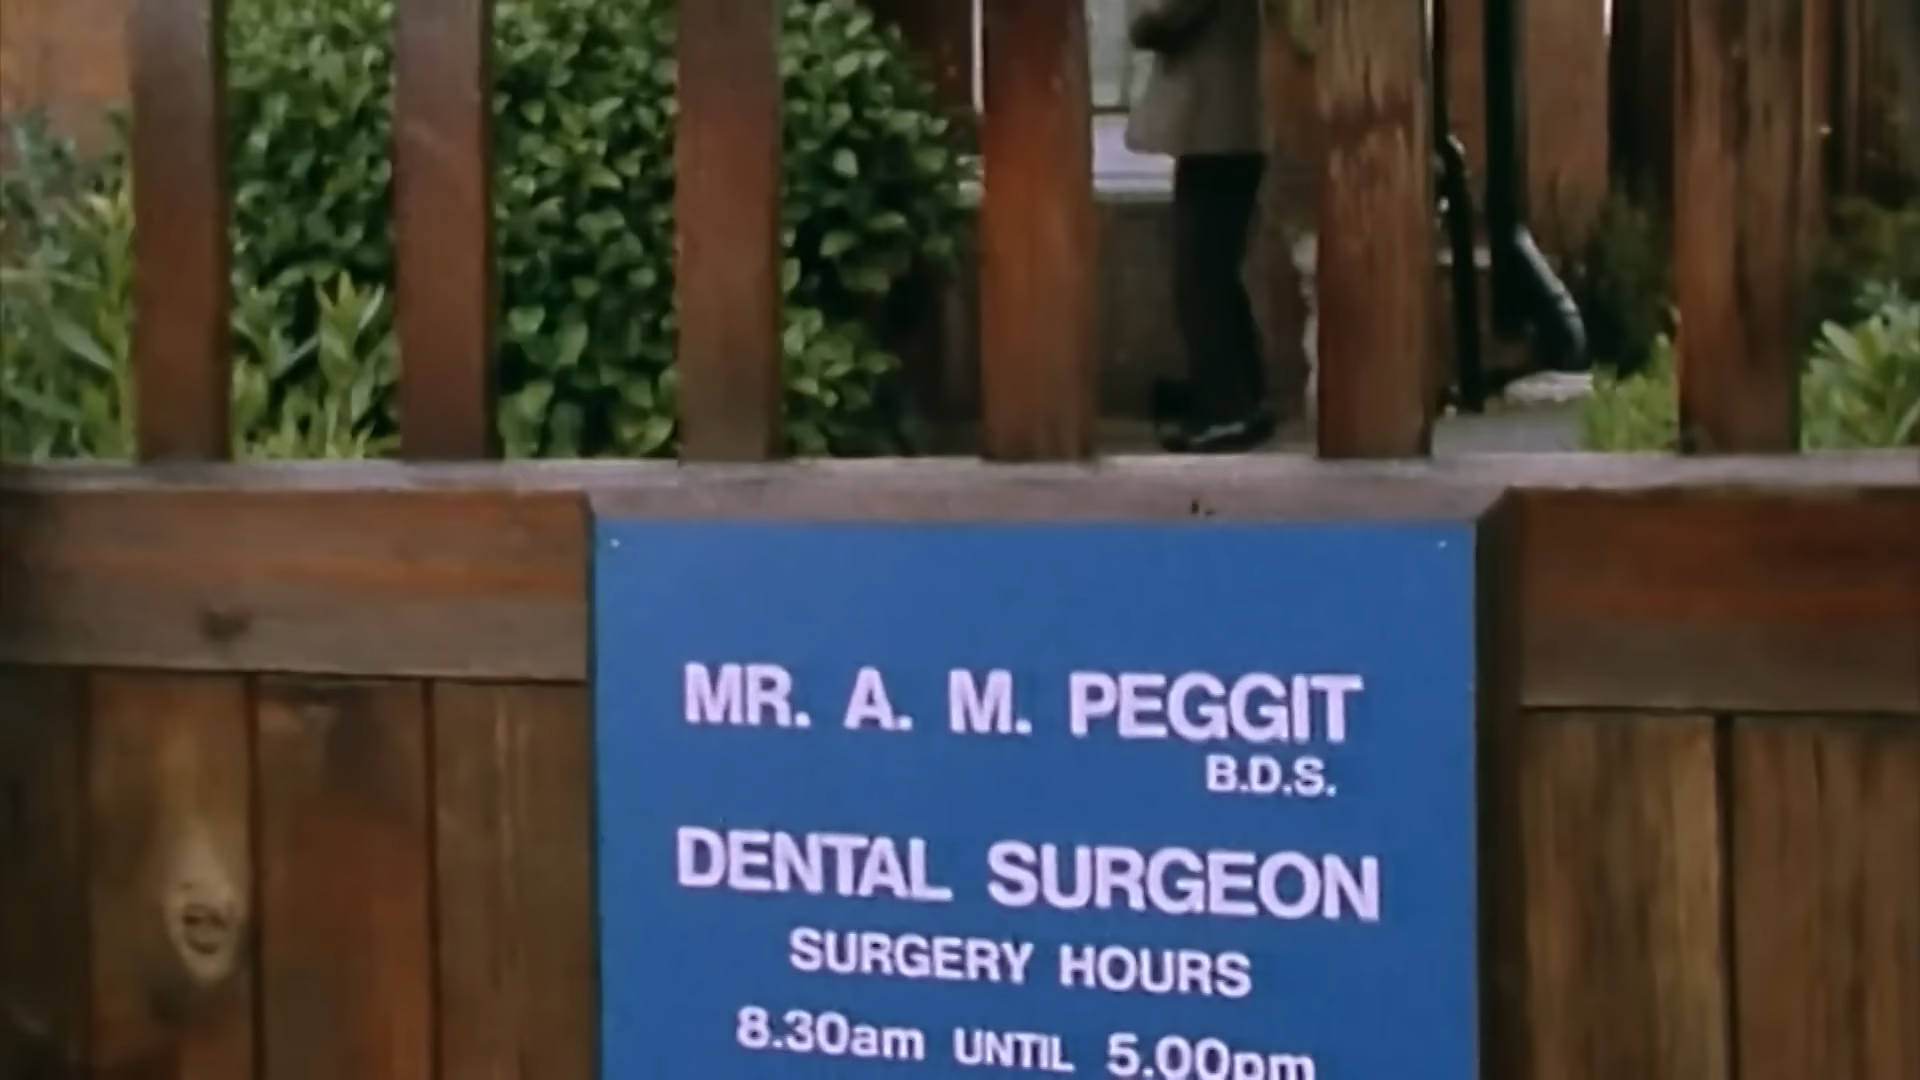 MR. A. M. PEGGIT
B.D.S.
DENTAL SURGEON
SURGERY HOURS
8.30am UNTIL 5.00pm